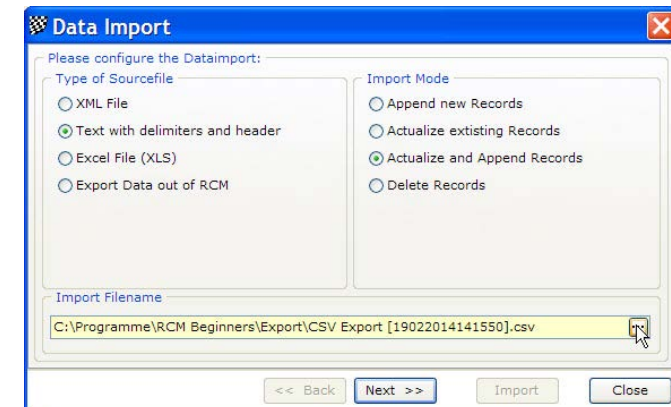 Data Import
Please configure the Dataimport:
Type of Sourcefile
XML File
Text with delimiters and header
Excel File (XLS)
Export Data out of RCM
Import Mode
Append new Records
Actualize extisting Records
Actualize and Append Records
Delete Records
Import Filename
C:\Programme\RCM Beginners\Export\CSV Export [19022014141550].csv
...
<< Back Next >> Import Close